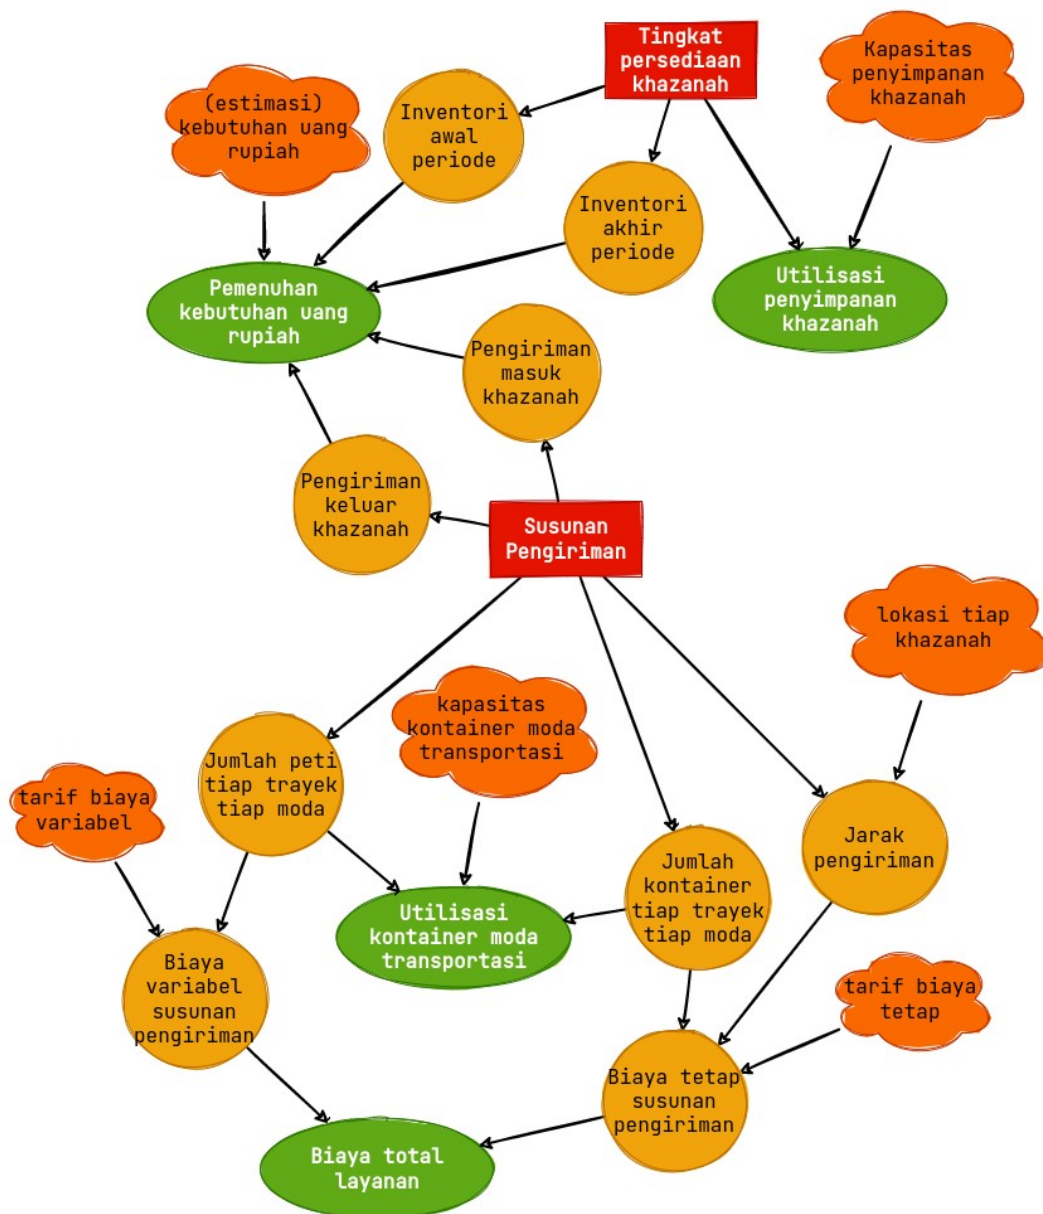 Tingkat
persediaan
khazanah
Kapasitas
penyimpanan
khazanah
(estimasi)
kebutuhan uang
rupiah
Inventori
awal
periode
Inventori
akhir
periode
Pemenuhan
kebutuhan uang
rupiah
Utilisasi
penyimpanan
khazanah
Pengiriman
masuk
khazanah
Pengiriman
keluar
khazanah
Susunan
Pengiriman
lokasi tiap
khazanah
kapasitas
kontainer moda
transportasi
Jumlah peti
tiap trayek
tiap moda
tarif biaya
variabel
Jarak
pengiriman
Jumlah
kontainer
tiap trayek
tiap moda
Utilisasi
kontainer moda
transportasi
Biaya
variabel
susunan
pengiriman
tarif biaya
tetap
Biaya tetap
susunan
pengiriman
Biaya total
layanan